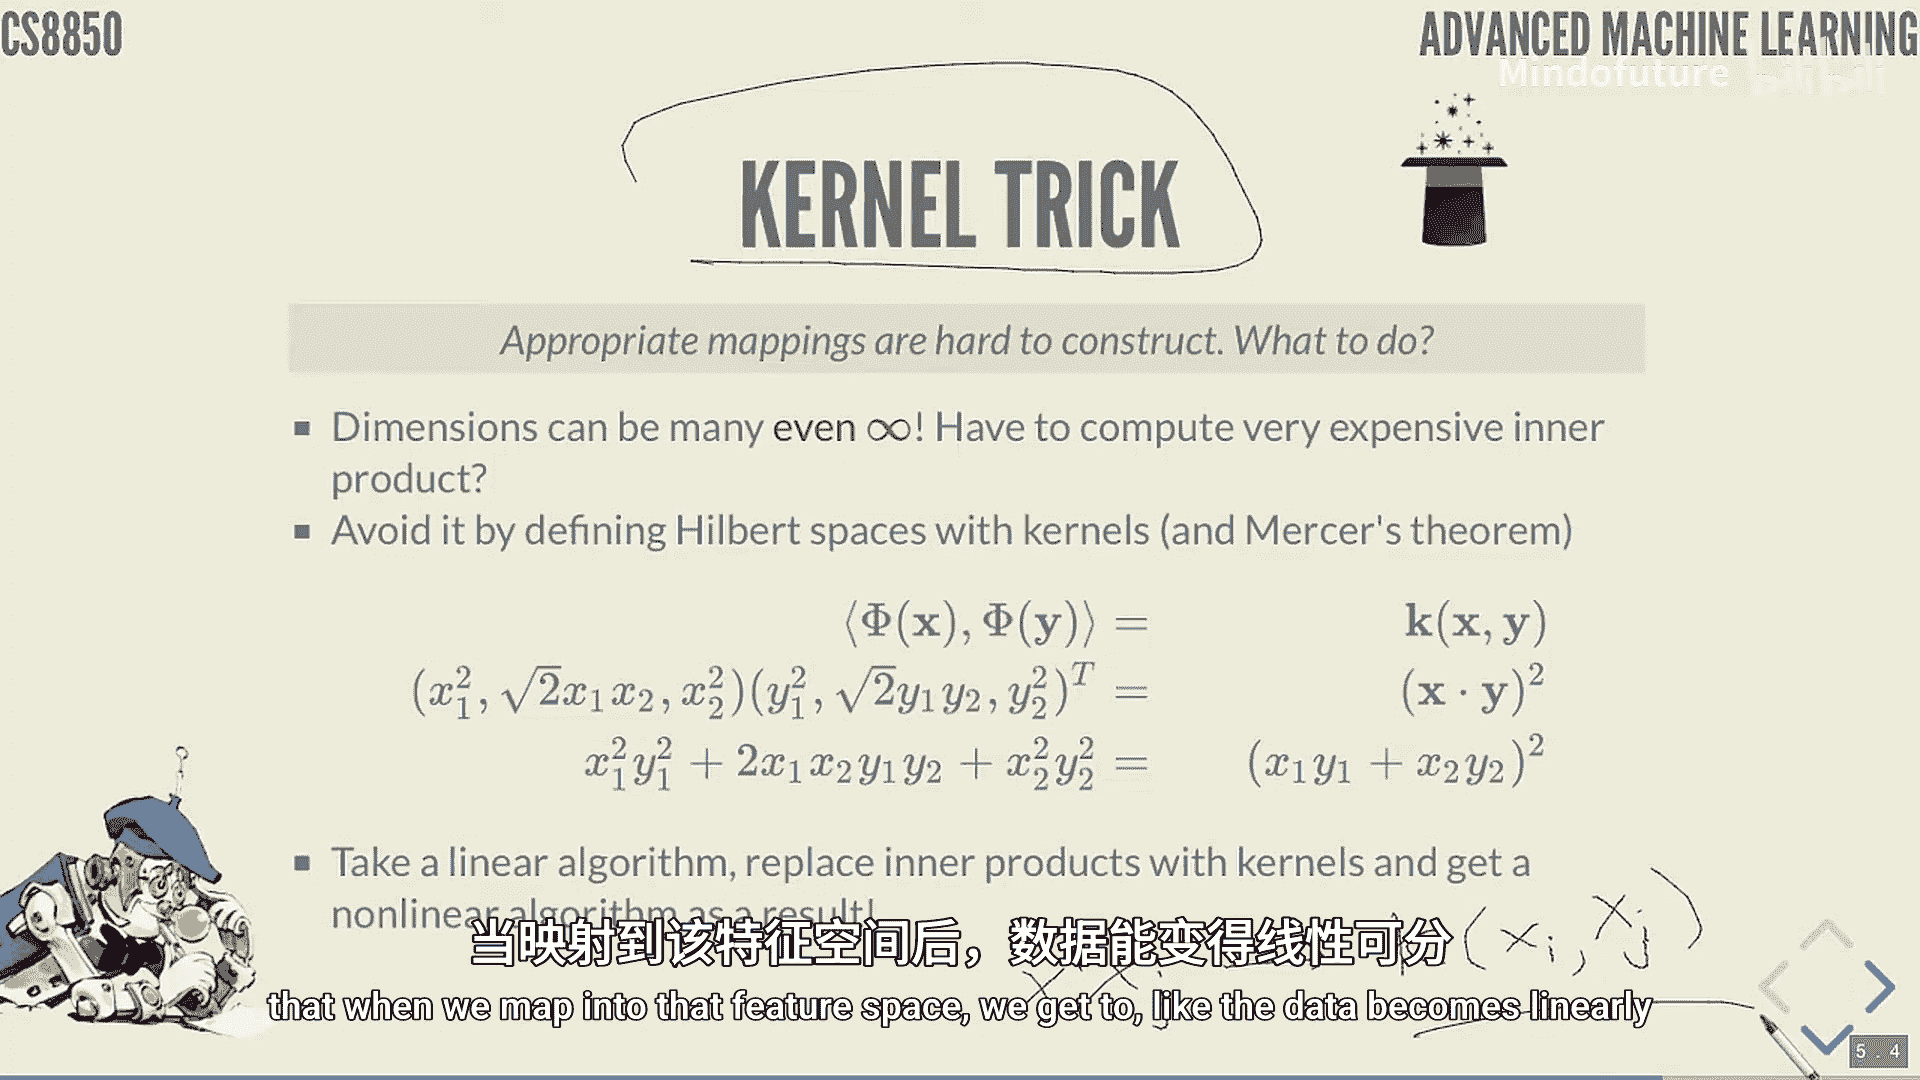 CS8850
ADVANCED MACHINE LEARNING
Mindofuture
KERNEL TRICK
Appropriate mappings are hard to construct. What to do?
▪ Dimensions can be many even ∞! Have to compute very expensive inner
product?
▪ Avoid it by defining Hilbert spaces with kernels (and Mercer's theorem)
⟨Φ(x), Φ(y)⟩ = k(x, y)
(x₁², √2x₁x₂, x₂²)(y₁², √2y₁y₂, y₂²)ᵀ = (x · y)²
x₁²y₁² + 2x₁x₂y₁y₂ + x₂²y₂² = (x₁y₁ + x₂y₂)²
▪ Take a linear algorithm, replace inner products with kernels and get a
nonlinear algorithm as a result!
(xᵢ, xⱼ)
当映射到该特征空间后，数据能变得线性可分
that when we map into that feature space, we get to, like the data becomes linearly
5 . 4